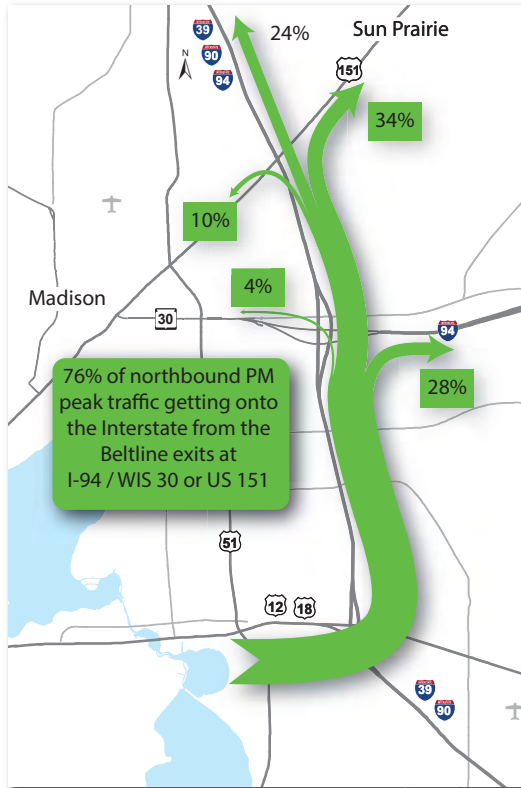 39
24%
Sun Prairie
N
90
151
94
34%
10%
4%
Madison
30
94
28%
76% of northbound PM
peak traffic getting onto
the Interstate from the
Beltline exits at
I-94 / WIS 30 or US 151
51
12 18
39
90